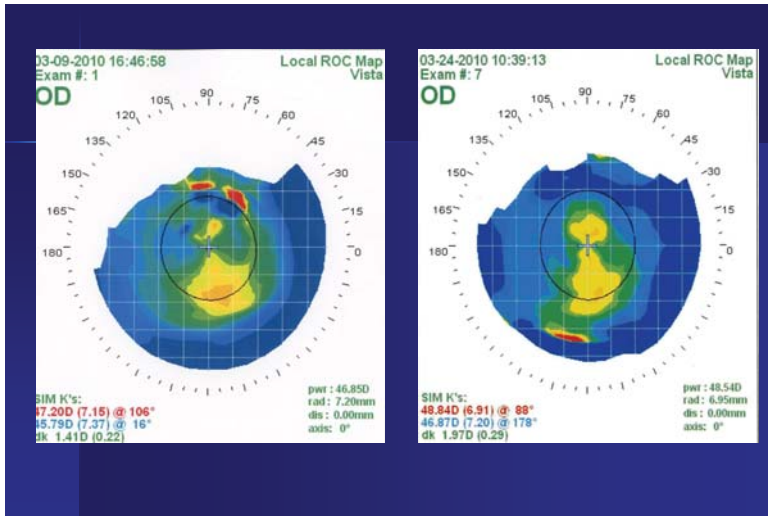 03-09-2010 16:46:58 Local ROC Map
Exam #: 1 Vista
OD
105 90 75
120 60
135 45
150 30
165 15
180 0
SIM K's:
47.20D (7.15) @ 106°
45.79D (7.37) @ 16°
dk 1.41D (0.22)
pwr : 46.85D
rad : 7.20mm
dis : 0.00mm
axis: 0°
03-24-2010 10:39:13 Local ROC Map
Exam #: 7 Vista
OD
105 90 75
120 60
135 45
150 30
165 15
180 0
SIM K's:
48.84D (6.91) @ 88°
46.87D (7.20) @ 178°
dk 1.97D (0.29)
pwr : 48.54D
rad : 6.95mm
dis : 0.00mm
axis: 0°